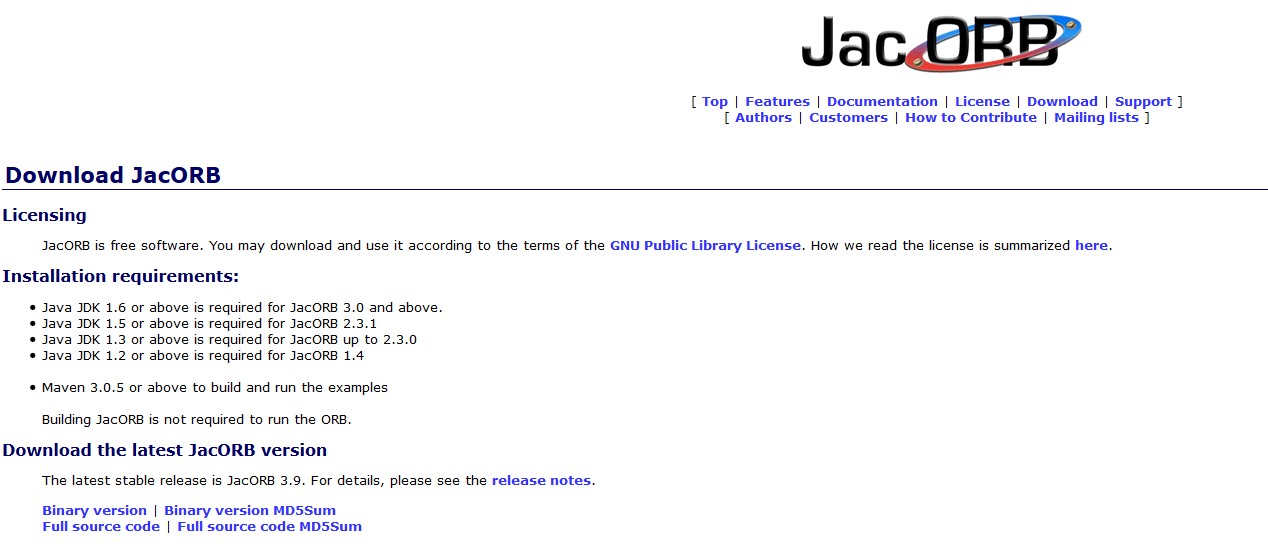 JacORB
[ Top | Features | Documentation | License | Download | Support ]
[ Authors | Customers | How to Contribute | Mailing lists ]
Download JacORB
Licensing
JacORB is free software. You may download and use it according to the terms of the GNU Public Library License. How we read the license is summarized here.
Installation requirements:
• Java JDK 1.6 or above is required for JacORB 3.0 and above.
• Java JDK 1.5 or above is required for JacORB 2.3.1
• Java JDK 1.3 or above is required for JacORB up to 2.3.0
• Java JDK 1.2 or above is required for JacORB 1.4
• Maven 3.0.5 or above to build and run the examples
Building JacORB is not required to run the ORB.
Download the latest JacORB version
The latest stable release is JacORB 3.9. For details, please see the release notes.
Binary version | Binary version MD5Sum
Full source code | Full source code MD5Sum